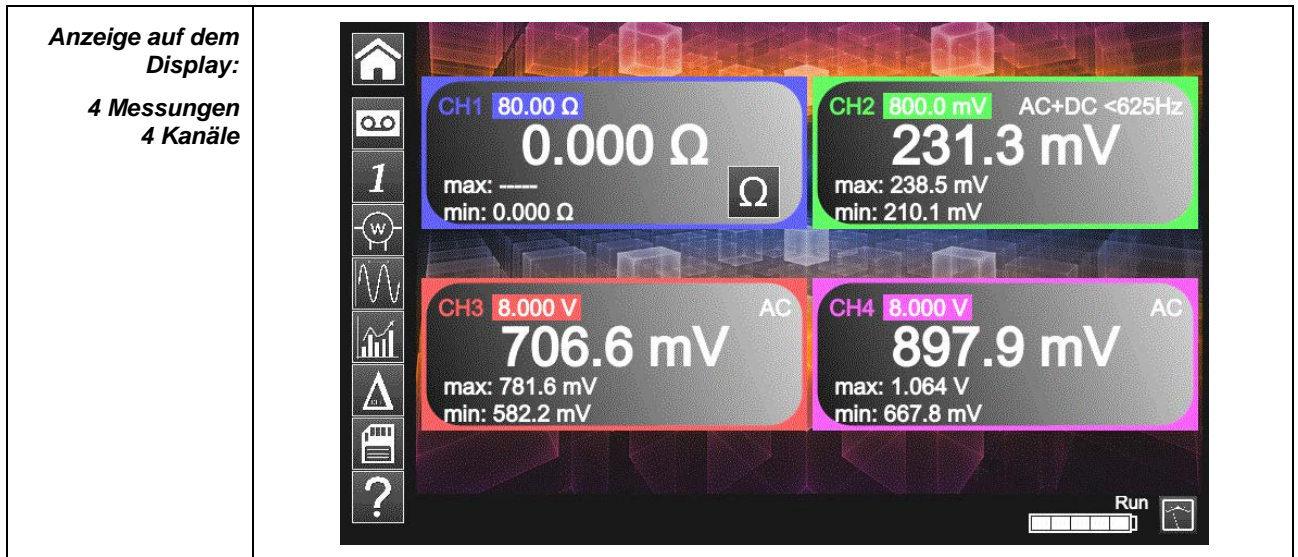 Anzeige auf dem
Display:
4 Messungen
4 Kanäle
CH1 80.00 Ω
0.000 Ω
max: -----
min: 0.000 Ω
Ω
CH2 800.0 mV AC+DC <625Hz
231.3 mV
max: 238.5 mV
min: 210.1 mV
1
W
CH3 8.000 V AC
706.6 mV
max: 781.6 mV
min: 582.2 mV
CH4 8.000 V AC
897.9 mV
max: 1.064 V
min: 667.8 mV
?
Run